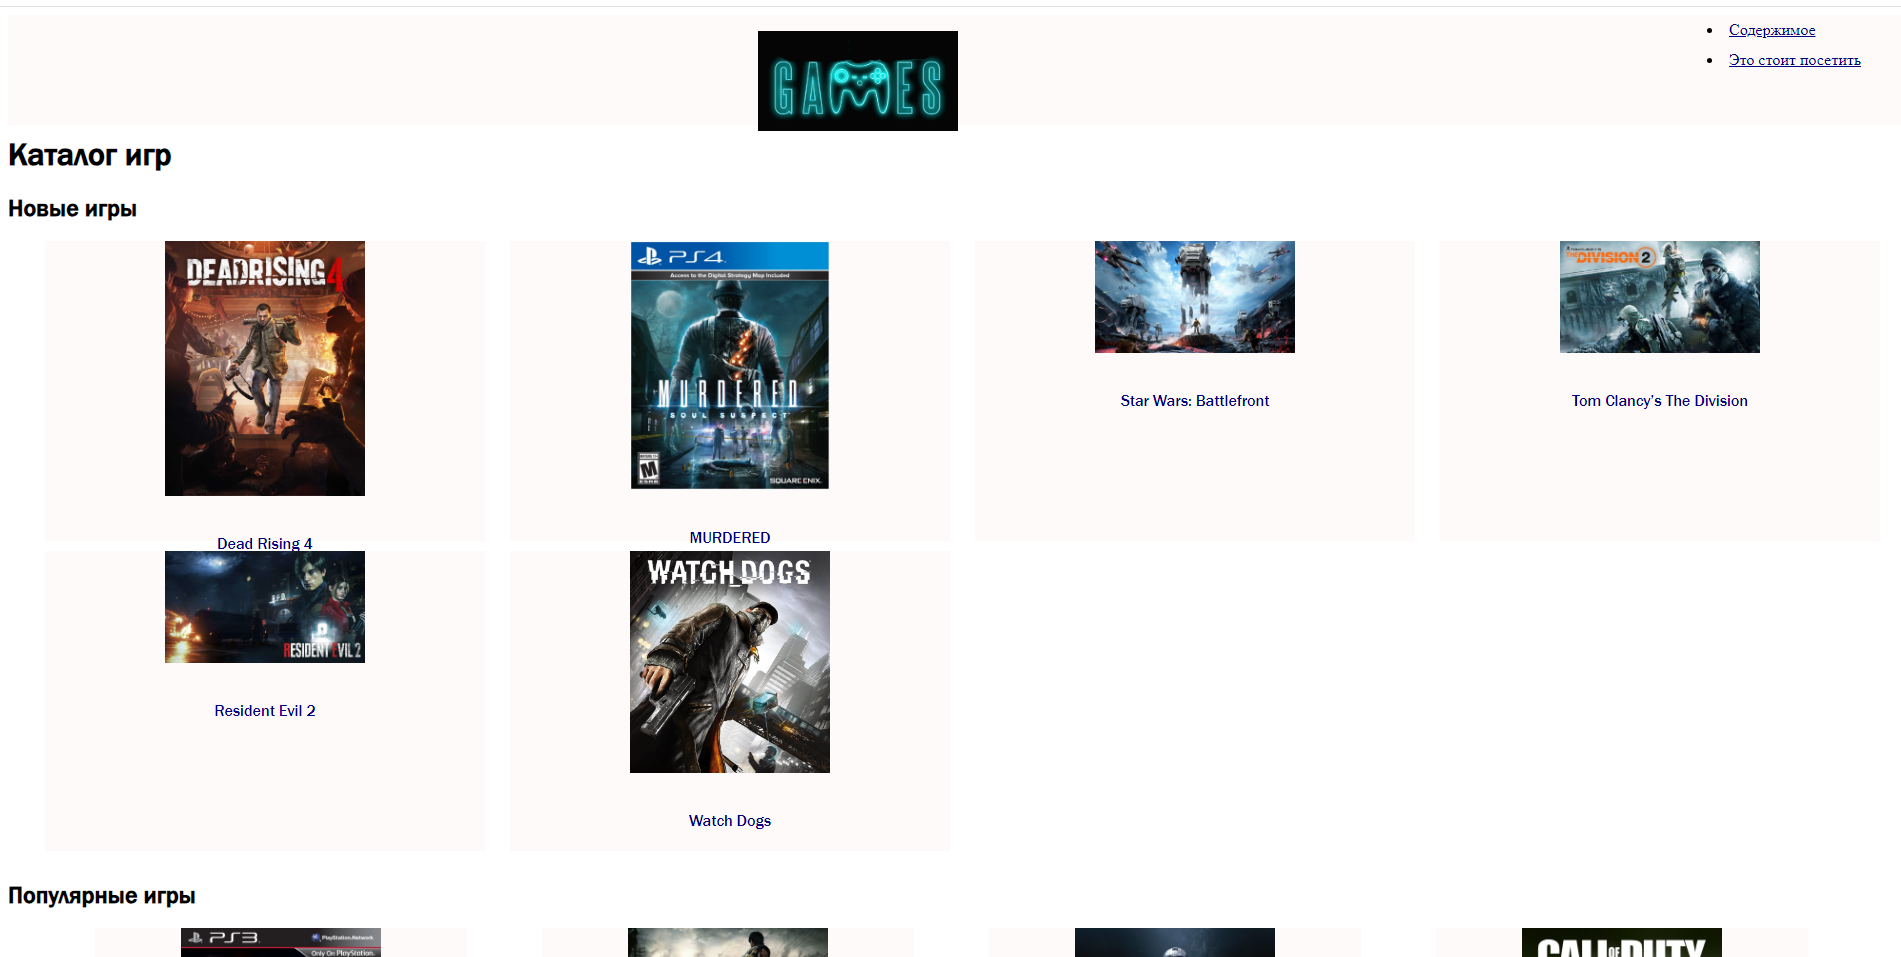 Содержимое
Это стоит посетить
GAMES
Каталог игр
Новые игры
DEADRISING 4
PS4
Access to the Digital Strategy Map Included
MURDERED
SOUL SUSPECT
M
SQUARE ENIX.
THE DIVISION 2
Star Wars: Battlefront
Tom Clancy's The Division
Dead Rising 4
MURDERED
RESIDENT EVIL 2
WATCH_DOGS
Resident Evil 2
Watch Dogs
Популярные игры
PS3
PlayStation.Network
Only On PlayStation.
CALL OF DUTY